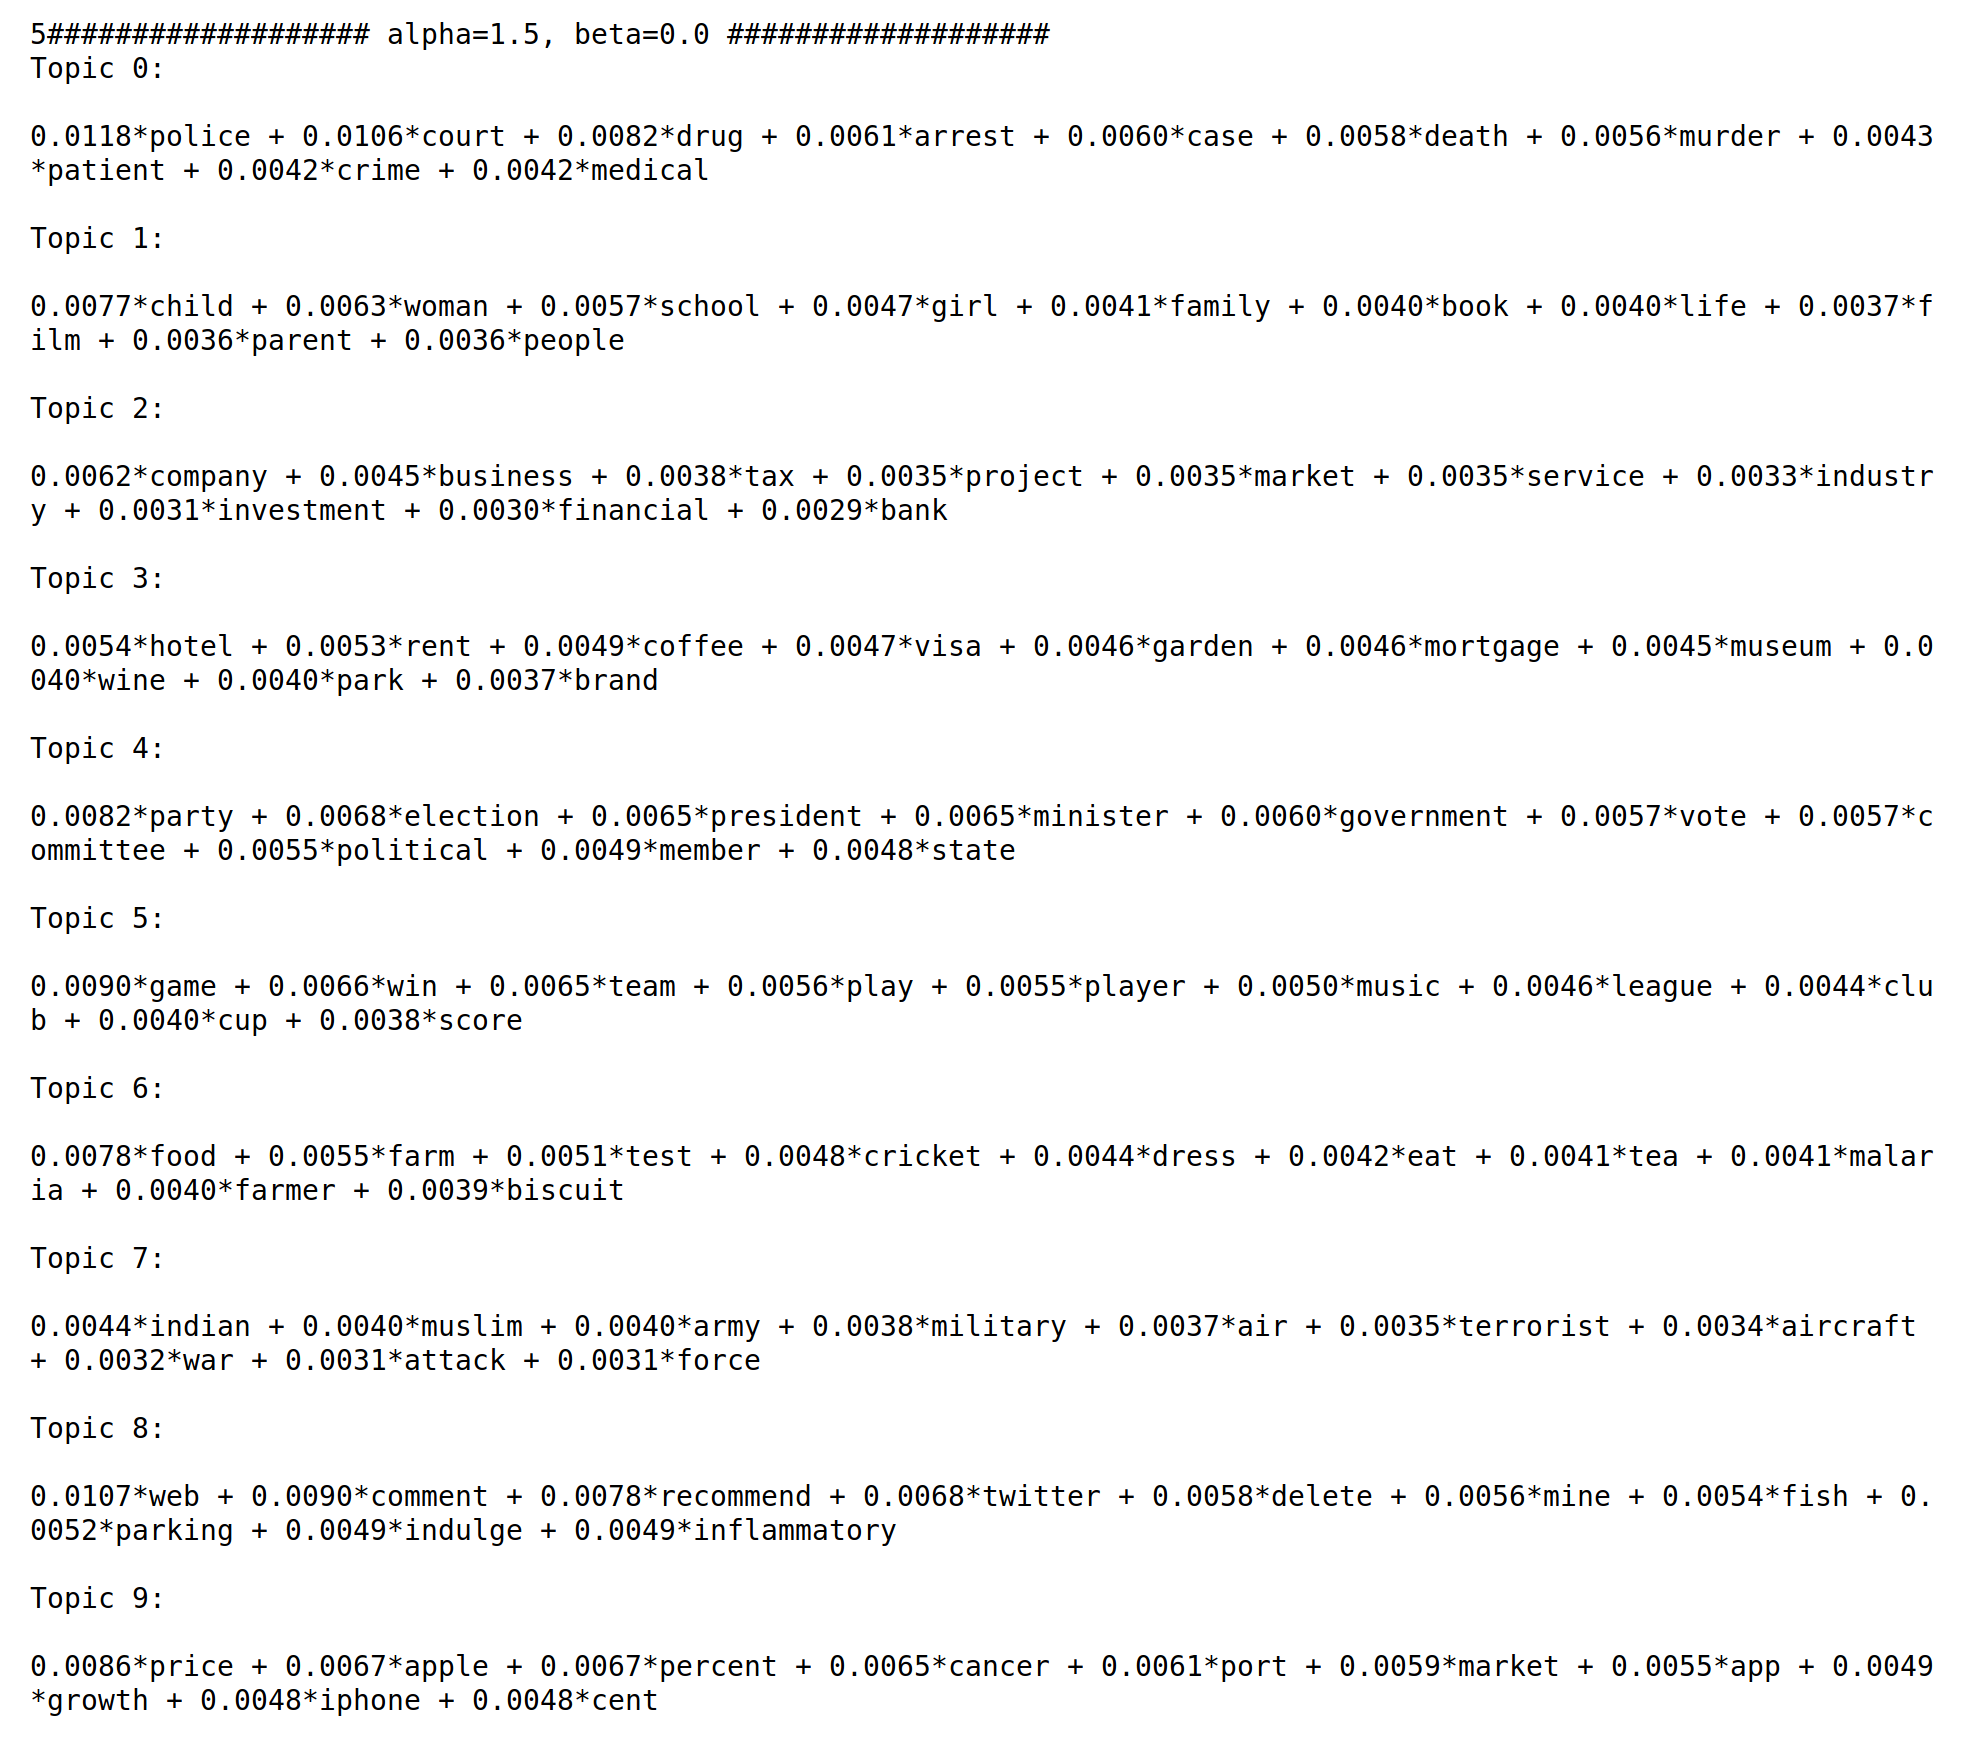 5################### alpha=1.5, beta=0.0 ###################
Topic 0:
0.0118*police + 0.0106*court + 0.0082*drug + 0.0061*arrest + 0.0060*case + 0.0058*death + 0.0056*murder + 0.0043
*patient + 0.0042*crime + 0.0042*medical
Topic 1:
0.0077*child + 0.0063*woman + 0.0057*school + 0.0047*girl + 0.0041*family + 0.0040*book + 0.0040*life + 0.0037*f
ilm + 0.0036*parent + 0.0036*people
Topic 2:
0.0062*company + 0.0045*business + 0.0038*tax + 0.0035*project + 0.0035*market + 0.0035*service + 0.0033*industr
y + 0.0031*investment + 0.0030*financial + 0.0029*bank
Topic 3:
0.0054*hotel + 0.0053*rent + 0.0049*coffee + 0.0047*visa + 0.0046*garden + 0.0046*mortgage + 0.0045*museum + 0.0
040*wine + 0.0040*park + 0.0037*brand
Topic 4:
0.0082*party + 0.0068*election + 0.0065*president + 0.0065*minister + 0.0060*government + 0.0057*vote + 0.0057*c
ommittee + 0.0055*political + 0.0049*member + 0.0048*state
Topic 5:
0.0090*game + 0.0066*win + 0.0065*team + 0.0056*play + 0.0055*player + 0.0050*music + 0.0046*league + 0.0044*clu
b + 0.0040*cup + 0.0038*score
Topic 6:
0.0078*food + 0.0055*farm + 0.0051*test + 0.0048*cricket + 0.0044*dress + 0.0042*eat + 0.0041*tea + 0.0041*malar
ia + 0.0040*farmer + 0.0039*biscuit
Topic 7:
0.0044*indian + 0.0040*muslim + 0.0040*army + 0.0038*military + 0.0037*air + 0.0035*terrorist + 0.0034*aircraft
+ 0.0032*war + 0.0031*attack + 0.0031*force
Topic 8:
0.0107*web + 0.0090*comment + 0.0078*recommend + 0.0068*twitter + 0.0058*delete + 0.0056*mine + 0.0054*fish + 0.
0052*parking + 0.0049*indulge + 0.0049*inflammatory
Topic 9:
0.0086*price + 0.0067*apple + 0.0067*percent + 0.0065*cancer + 0.0061*port + 0.0059*market + 0.0055*app + 0.0049
*growth + 0.0048*iphone + 0.0048*cent